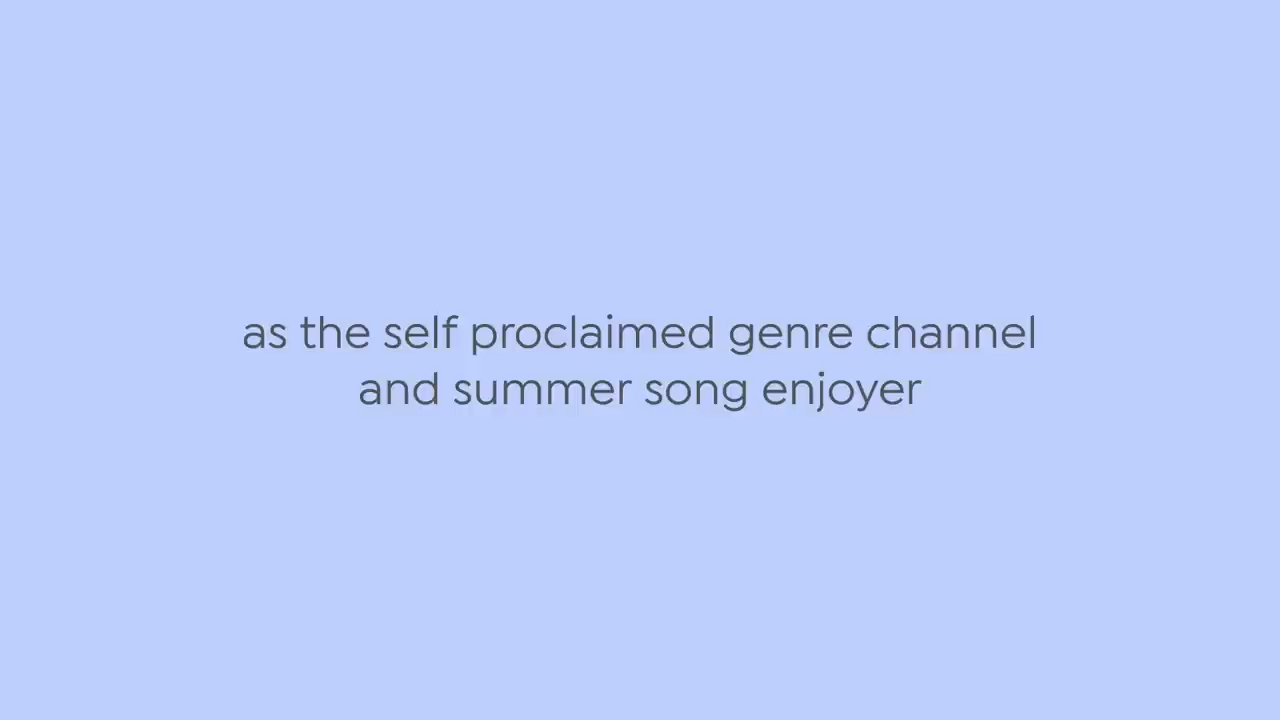 as the self proclaimed genre channel
and summer song enjoyer